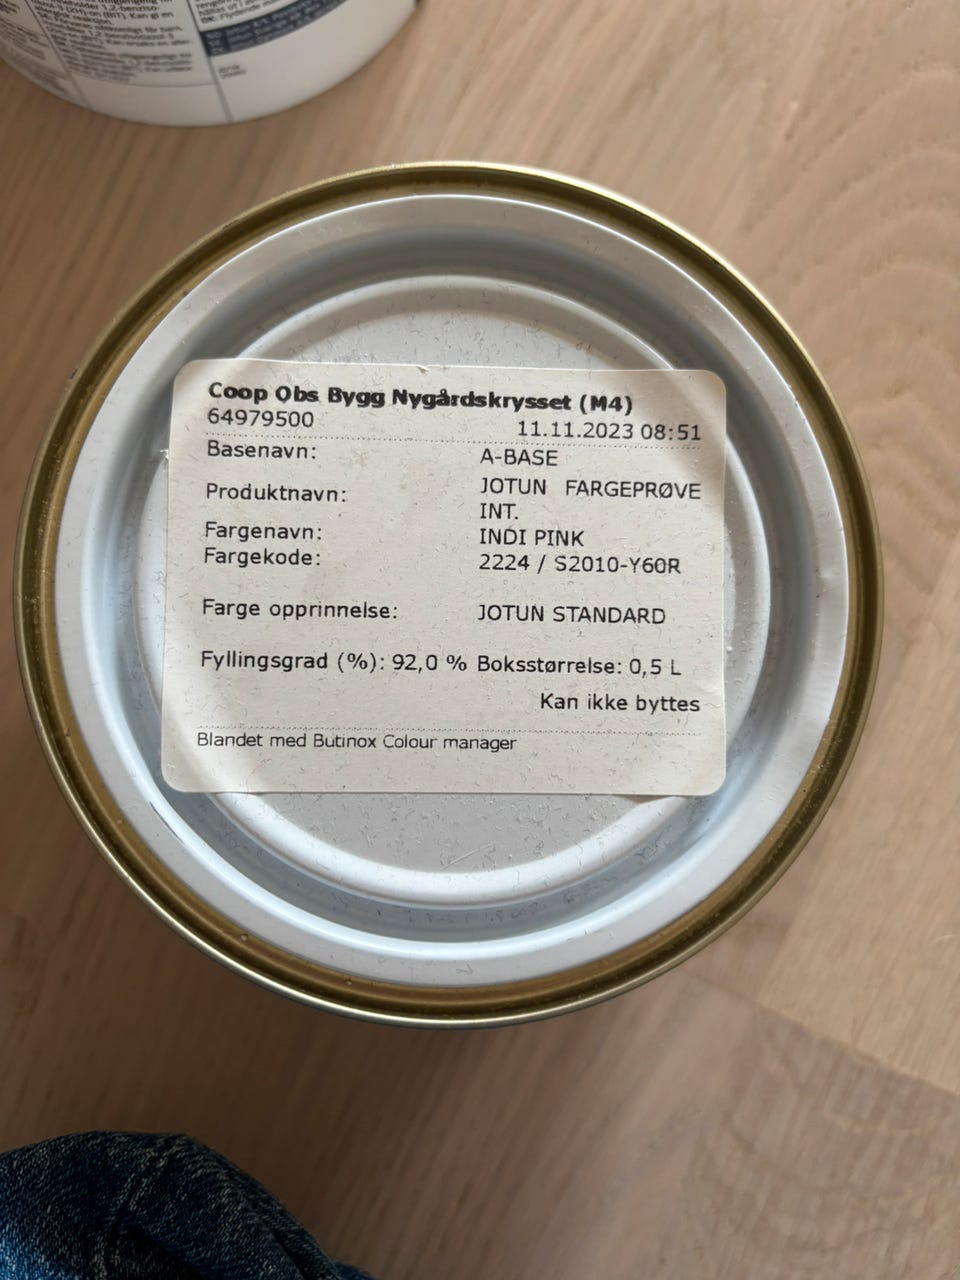 Coop Obs Bygg Nygårdskrysset (M4)
64979500 11.11.2023 08:51
Basenavn: A-BASE
Produktnavn: JOTUN FARGEPRØVE
INT.
Fargenavn: INDI PINK
Fargekode: 2224 / S2010-Y60R
Farge opprinnelse: JOTUN STANDARD
Fyllingsgrad (%): 92,0 % Boksstørrelse: 0,5 L
Kan ikke byttes
Blandet med Butinox Colour manager